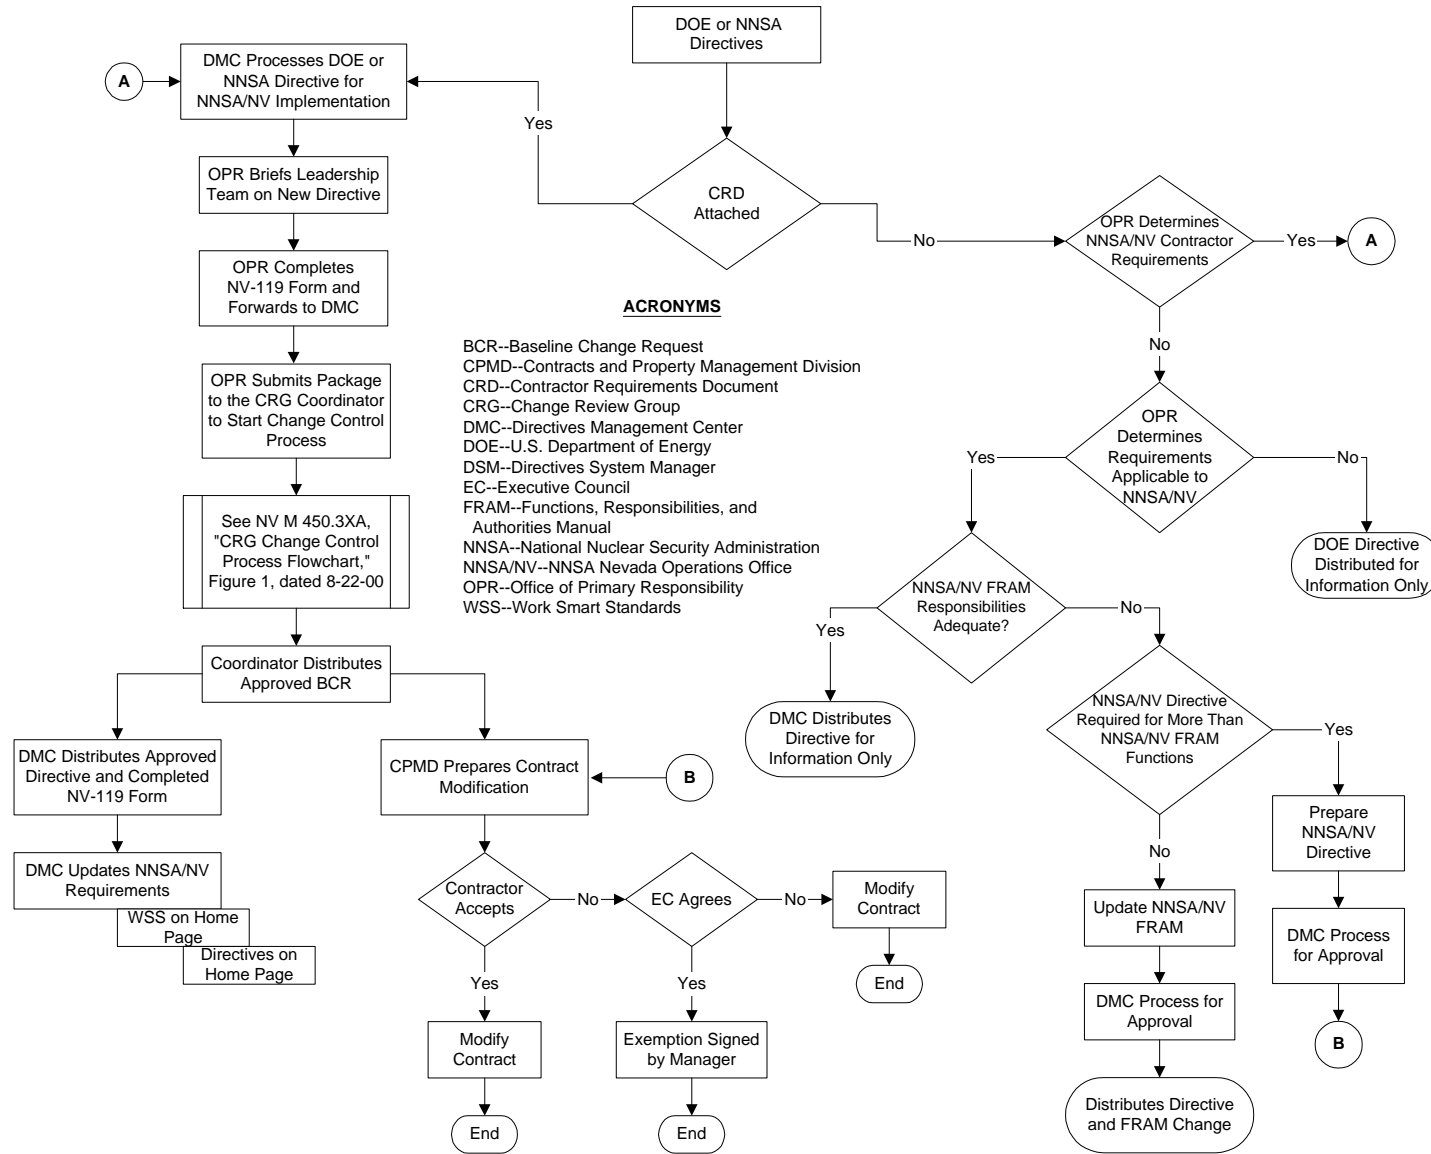 DOE or NNSA
Directives
A
DMC Processes DOE or
NNSA Directive for
NNSA/NV Implementation
Yes
CRD
Attached
No
OPR Determines
NNSA/NV Contractor
Requirements
Yes
A
OPR Briefs Leadership
Team on New Directive
OPR Completes
NV-119 Form and
Forwards to DMC
OPR Submits Package
to the CRG Coordinator
to Start Change Control
Process
See NV M 450.3XA,
"CRG Change Control
Process Flowchart,"
Figure 1, dated 8-22-00
Coordinator Distributes
Approved BCR
ACRONYMS
BCR--Baseline Change Request
CPMD--Contracts and Property Management Division
CRD--Contractor Requirements Document
CRG--Change Review Group
DMC--Directives Management Center
DOE--U.S. Department of Energy
DSM--Directives System Manager
EC--Executive Council
FRAM--Functions, Responsibilities, and
Authorities Manual
NNSA--National Nuclear Security Administration
NNSA/NV--NNSA Nevada Operations Office
OPR--Office of Primary Responsibility
WSS--Work Smart Standards
No
OPR
Determines
Requirements
Applicable to
NNSA/NV
Yes
No
DOE Directive
Distributed for
Information Only
NNSA/NV FRAM
Responsibilities
Adequate?
Yes
No
DMC Distributes
Directive for
Information Only
NNSA/NV Directive
Required for More Than
NNSA/NV FRAM
Functions
Yes
Prepare
NNSA/NV
Directive
DMC Process
for Approval
B
No
Update NNSA/NV
FRAM
DMC Process for
Approval
Distributes Directive
and FRAM Change
DMC Distributes Approved
Directive and Completed
NV-119 Form
DMC Updates NNSA/NV
Requirements
WSS on Home
Page
Directives on
Home Page
CPMD Prepares Contract
Modification
B
Contractor
Accepts
No
EC Agrees
No
Modify
Contract
End
Yes
Modify
Contract
End
Yes
Exemption Signed
by Manager
End